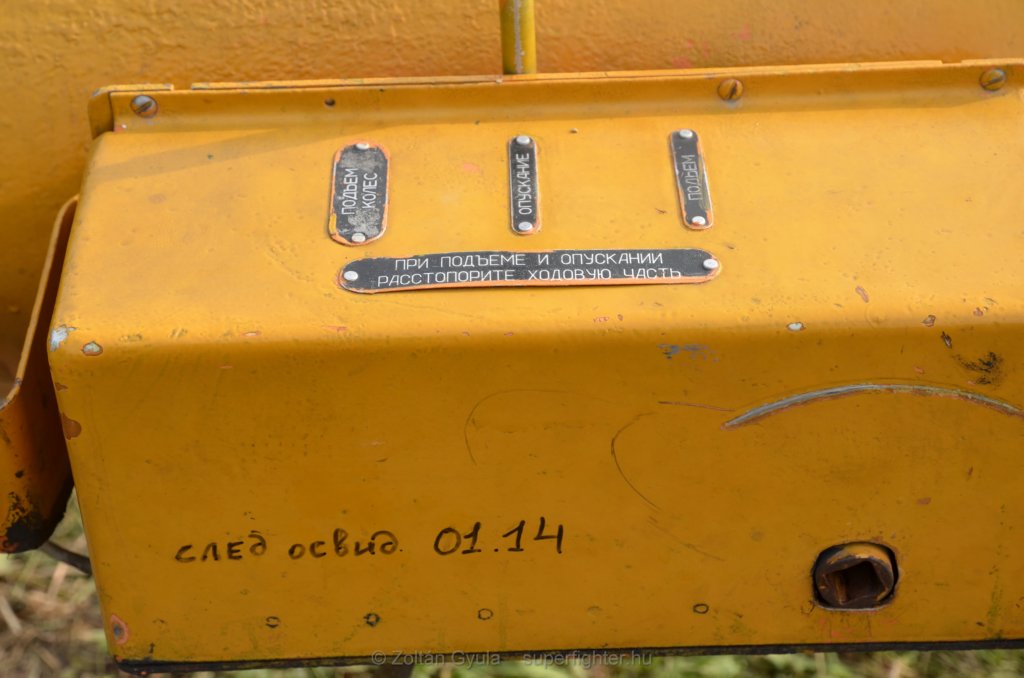 ПОДЪЕМ
КОЛЕС
ОПУСКАНИЕ
ПОДЪЕМ
ПРИ ПОДЪЕМЕ И ОПУСКАНИИ
РАССТОПОРИТЕ ХОДОВУЮ ЧАСТЬ
след освид. 01.14
© Zoltán Gyula superfighter.hu